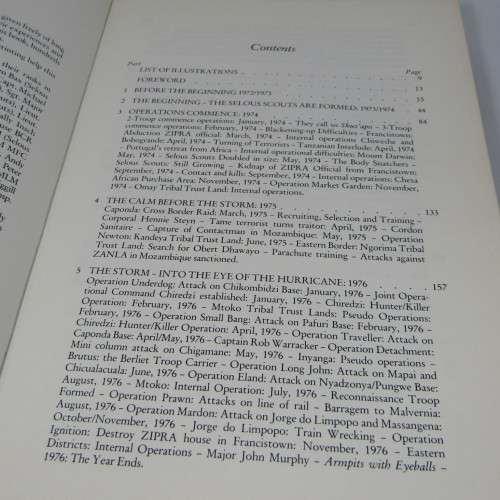 given freely of long
their experiences, and
Contents
Part
Page
LIST OF ILLUSTRATIONS . . . . . . . . . 9
FOREWORD . . . . . . . . . 13
1 BEFORE THE BEGINNING 1972/1973 . . . . . . 15
2 THE BEGINNING – THE SELOUS SCOUTS ARE FORMED: 1973/1974 . . 44
3 OPERATIONS COMMENCE: 1974 . . . . . . . . 84
2-Troop commence operations: January, 1974 – They call us Skuz'apo – 3-Troop
commence operations: February, 1974 – Blackening-up Difficulties – Francistown:
Abduction ZIPRA official: March, 1974 – Internal operations Chiweshe and
Bobogrande: April, 1974 – Turning of Terrorists – Tanzanian Interlude: April, 1974
– Portugal's retreat from Africa – Internal operational difficulties: Mount Darwin:
May, 1974 – Selous Scouts Doubled in size: May, 1974 – The Body Snatchers –
Selous Scouts: Still Growing – Kidnap of ZIPRA Official from Francistown:
September, 1974 – Contact and kills: September, 1974 – Internal Operations: Chesa
African Purchase Area: November, 1974 – Operation Market Garden: November,
1974 – Omay Tribal Trust Land: Internal operations.
4 THE CALM BEFORE THE STORM: 1975 . . . . . . 133
Caponda: Cross Border Raid: March, 1975 – Recruiting, Selection and Training –
Corporal Hennie Steyn – Tame terrorist turns traitor: April, 1975 – Cordon
Sanitaire – Capture of Contactman in Mozambique: May, 1975 – Operation
Newton: Kandeya Tribal Trust Land: June, 1975 – Eastern Border: Ngorima Tribal
Trust Land: Search for Obert Dhawayo – Parachute training – Attacks against
ZANLA in Mozambique sanctioned.
5 THE STORM – INTO THE EYE OF THE HURRICANE: 1976 . . . . 157
Operation Underdog: Attack on Chikombidzi Base: January, 1976 – Joint Opera-
tional Command Chiredzi established: January, 1976 – Chiredzi: Hunter/Killer
Operation: February, 1976 – Mtoko Tribal Trust Lands: Pseudo Operations:
February, 1976 – Operation Small Bang: Attack on Pafuri Base: February, 1976 –
Chiredzi: Hunter/Killer Operation: April, 1976 – Operation Traveller: Attack on
Caponda Base: April/May, 1976 – Captain Rob Warracker – Operation Detachment:
Mini column attack on Chigamane: May, 1976 – Inyanga: Pseudo operations –
Brutus: the Berliet Troop Carrier – Operation Long John: Attack on Mapai and
Chicualacuala: June, 1976 – Operation Eland: Attack on Nyadzonya/Pungwe Base:
August, 1976 – Mtoko: Internal Operation: July, 1976 – Reconnaissance Troop
Formed – Operation Prawn: Attacks on line of rail – Barragem to Malvernia:
August, 1976 – Operation Mardon: Attack on Jorge do Limpopo and Massangena:
October/November, 1976 – Jorge do Limpopo: Train Wrecking – Operation
Ignition: Destroy ZIPRA house in Francistown: November, 1976 – Eastern
Districts: Internal Operations – Major John Murphy – Armpits with Eyeballs –
1976: The Year Ends.